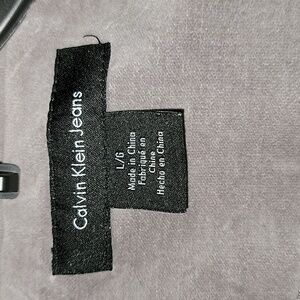 Calvin Klein Jeans
L/G
Made in China
Fabriqué en
Chine
Hecho en China